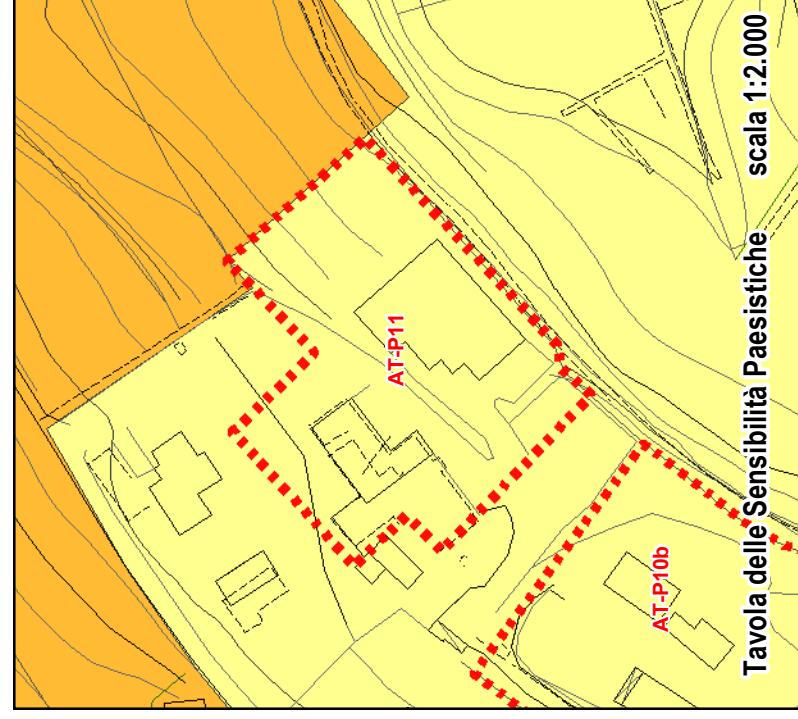 AT-P11
AT-P10b
Tavola delle Sensibilità Paesistiche scala 1:2.000